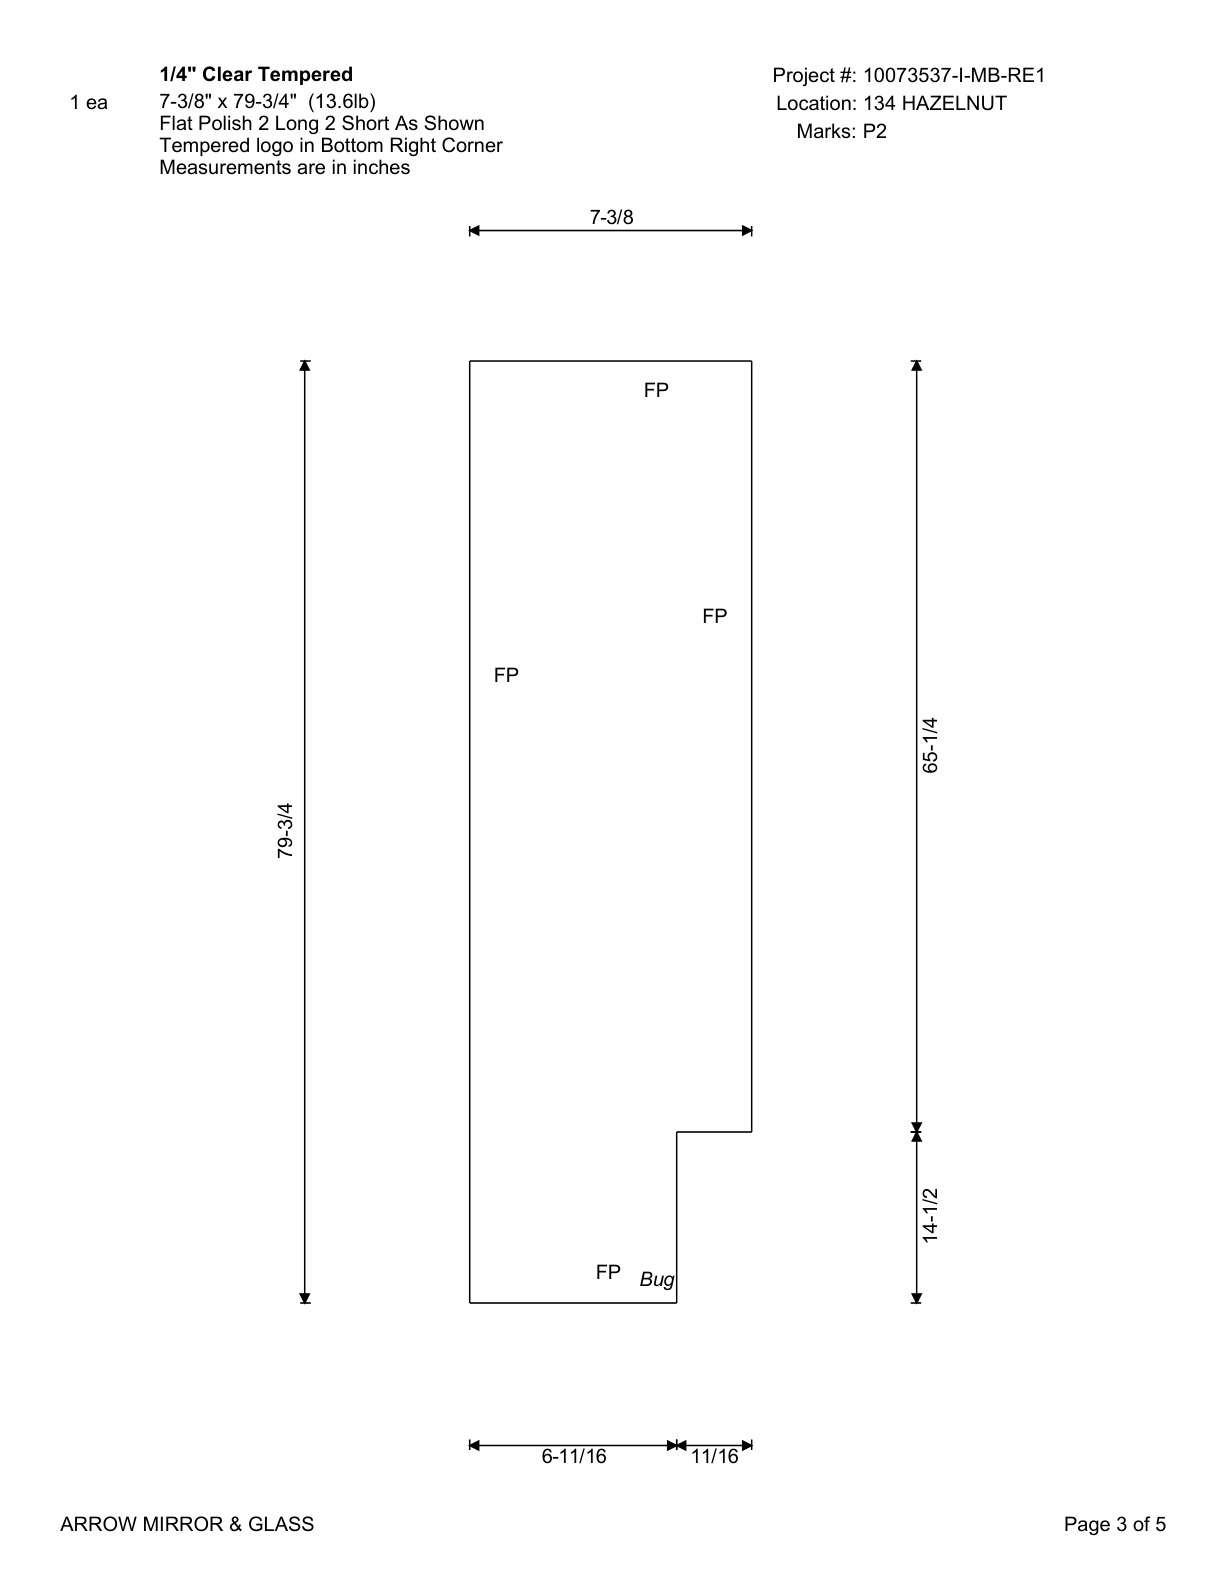 1/4" Clear Tempered
1 ea
7-3/8" x 79-3/4" (13.6lb)
Flat Polish 2 Long 2 Short As Shown
Tempered logo in Bottom Right Corner
Measurements are in inches
Project #: 10073537-I-MB-RE1
Location: 134 HAZELNUT
Marks: P2
7-3/8
FP
FP
FP
65-1/4
79-3/4
14-1/2
FP
Bug
6-11/16
11/16
ARROW MIRROR & GLASS
Page 3 of 5